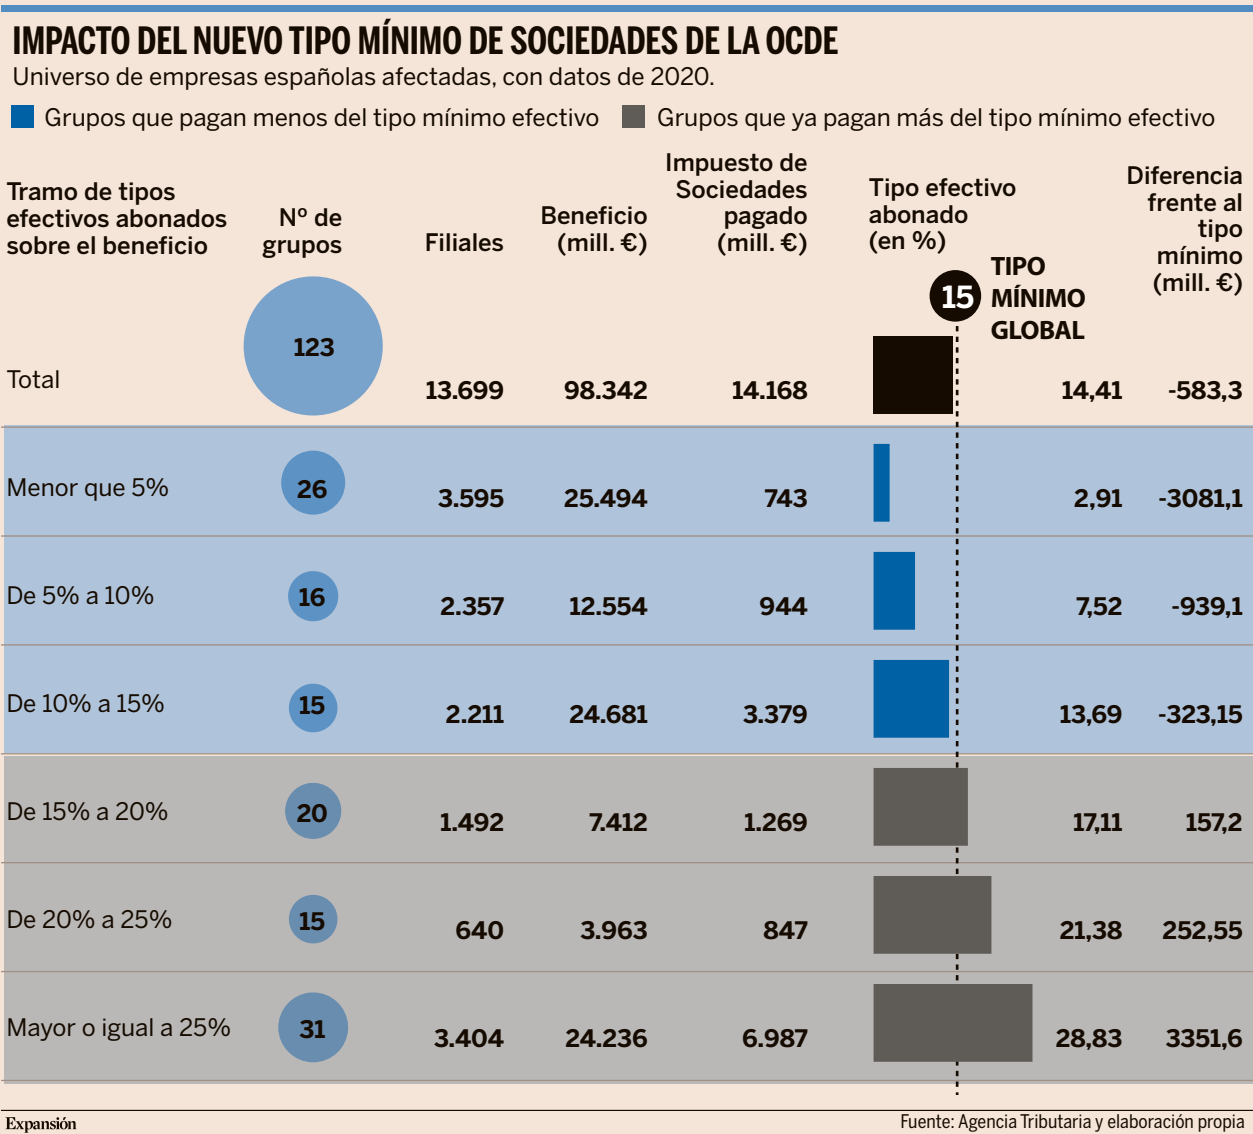 IMPACTO DEL NUEVO TIPO MÍNIMO DE SOCIEDADES DE LA OCDE
Universo de empresas españolas afectadas, con datos de 2020.
Grupos que pagan menos del tipo mínimo efectivo
Grupos que ya pagan más del tipo mínimo efectivo
Tramo de tipos
efectivos abonados
sobre el beneficio
Nº de
grupos
Filiales
Beneficio
(mill. €)
Impuesto de
Sociedades
pagado
(mill. €)
Tipo efectivo
abonado
(en %)
Diferencia
frente al
tipo
mínimo
(mill. €)
15
TIPO
MÍNIMO
GLOBAL
Total 123 13.699 98.342 14.168 14,41 -583,3
Menor que 5% 26 3.595 25.494 743 2,91 -3081,1
De 5% a 10% 16 2.357 12.554 944 7,52 -939,1
De 10% a 15% 15 2.211 24.681 3.379 13,69 -323,15
De 15% a 20% 20 1.492 7.412 1.269 17,11 157,2
De 20% a 25% 15 640 3.963 847 21,38 252,55
Mayor o igual a 25% 31 3.404 24.236 6.987 28,83 3351,6
Expansión
Fuente: Agencia Tributaria y elaboración propia